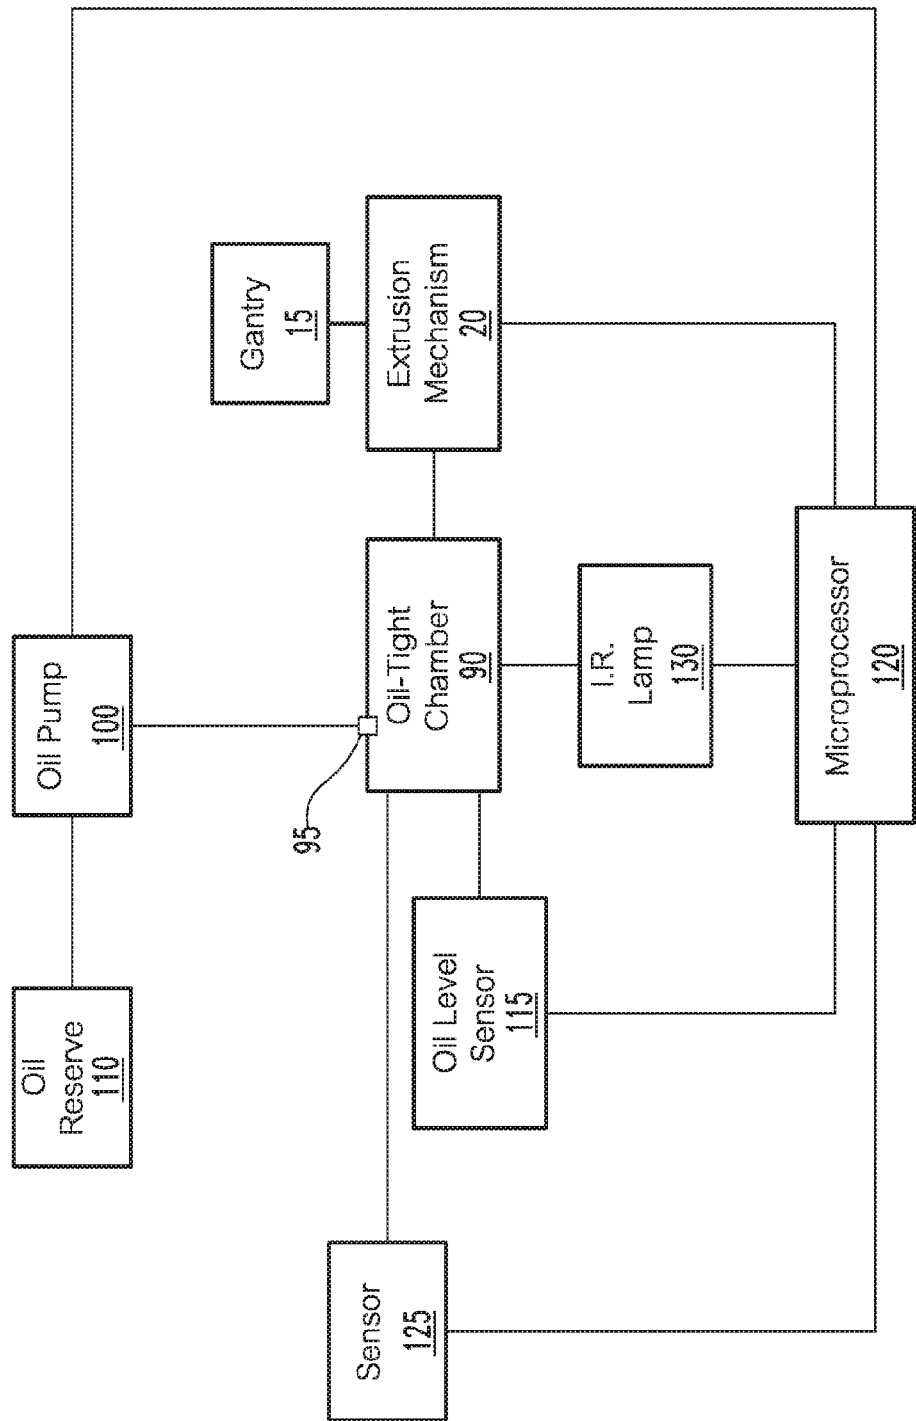 Oil
Reserve
110
Oil Pump
100
Gantry
15
95
Sensor
125
Oil Level
Sensor
115
Oil-Tight
Chamber
90
Extrusion
Mechanism
20
I.R.
Lamp
130
Microprocessor
120